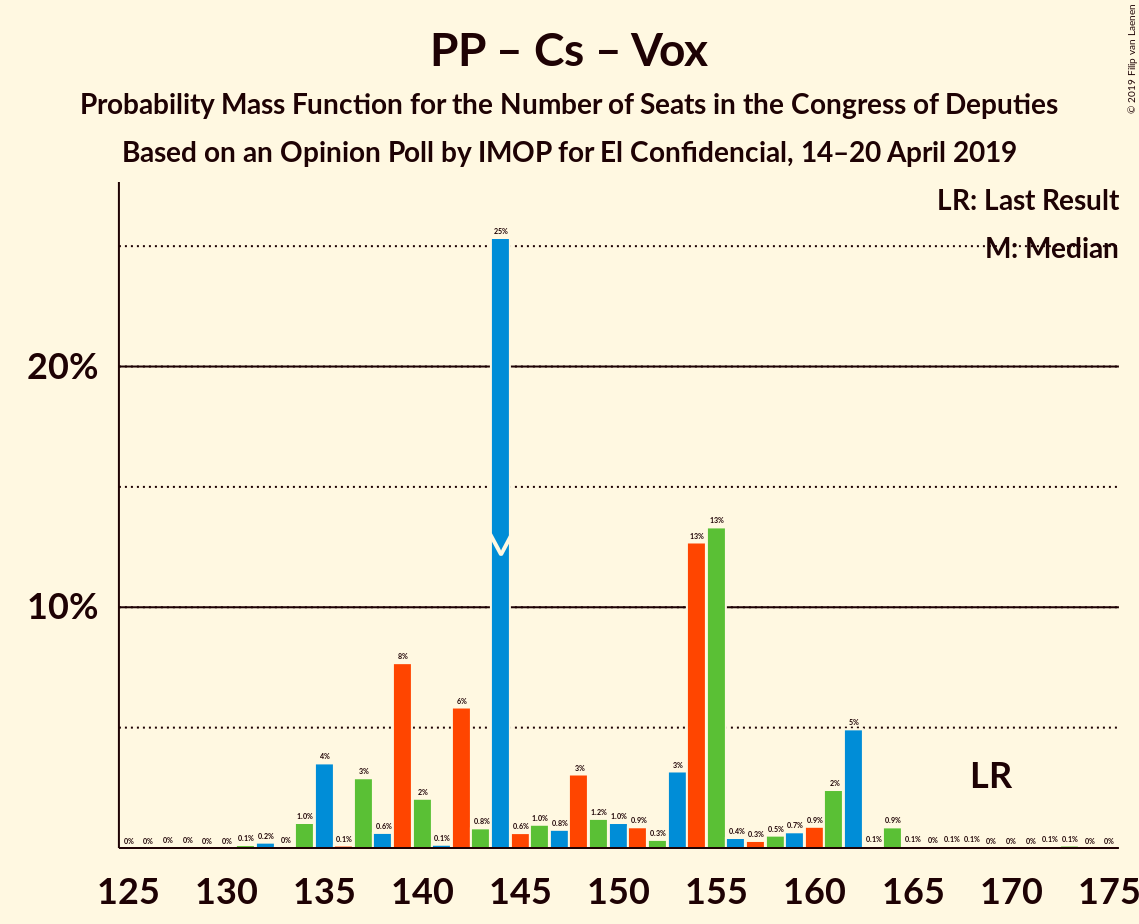 PP – Cs – Vox
Probability Mass Function for the Number of Seats in the Congress of Deputies
Based on an Opinion Poll by IMOP for El Confidencial, 14–20 April 2019
© 2019 Filip van Laenen
LR: Last Result
M: Median
20%
10%
0% 0% 0% 0% 0% 0% 0.1% 0.2% 0% 1.0% 4% 0.1% 3% 0.6% 8% 2% 0.1% 6% 0.8% 25% 0.6% 1.0% 0.8% 3% 1.2% 1.0% 0.9% 0.3% 3% 13% 13% 0.4% 0.3% 0.5% 0.7% 0.9% 2% 5% 0.1% 0.9% 0.1% 0% 0.1% 0.1% 0% 0% 0% 0.1% 0.1% 0% 0%
LR
125 130 135 140 145 150 155 160 165 170 175